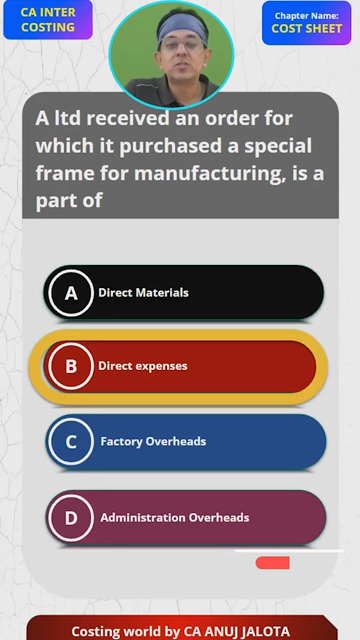 CA INTER
COSTING
Chapter Name:
COST SHEET
A ltd received an order for
which it purchased a special
frame for manufacturing, is a
part of
A Direct Materials
B Direct expenses
C Factory Overheads
D Administration Overheads
Costing world by CA ANUJ JALOTA